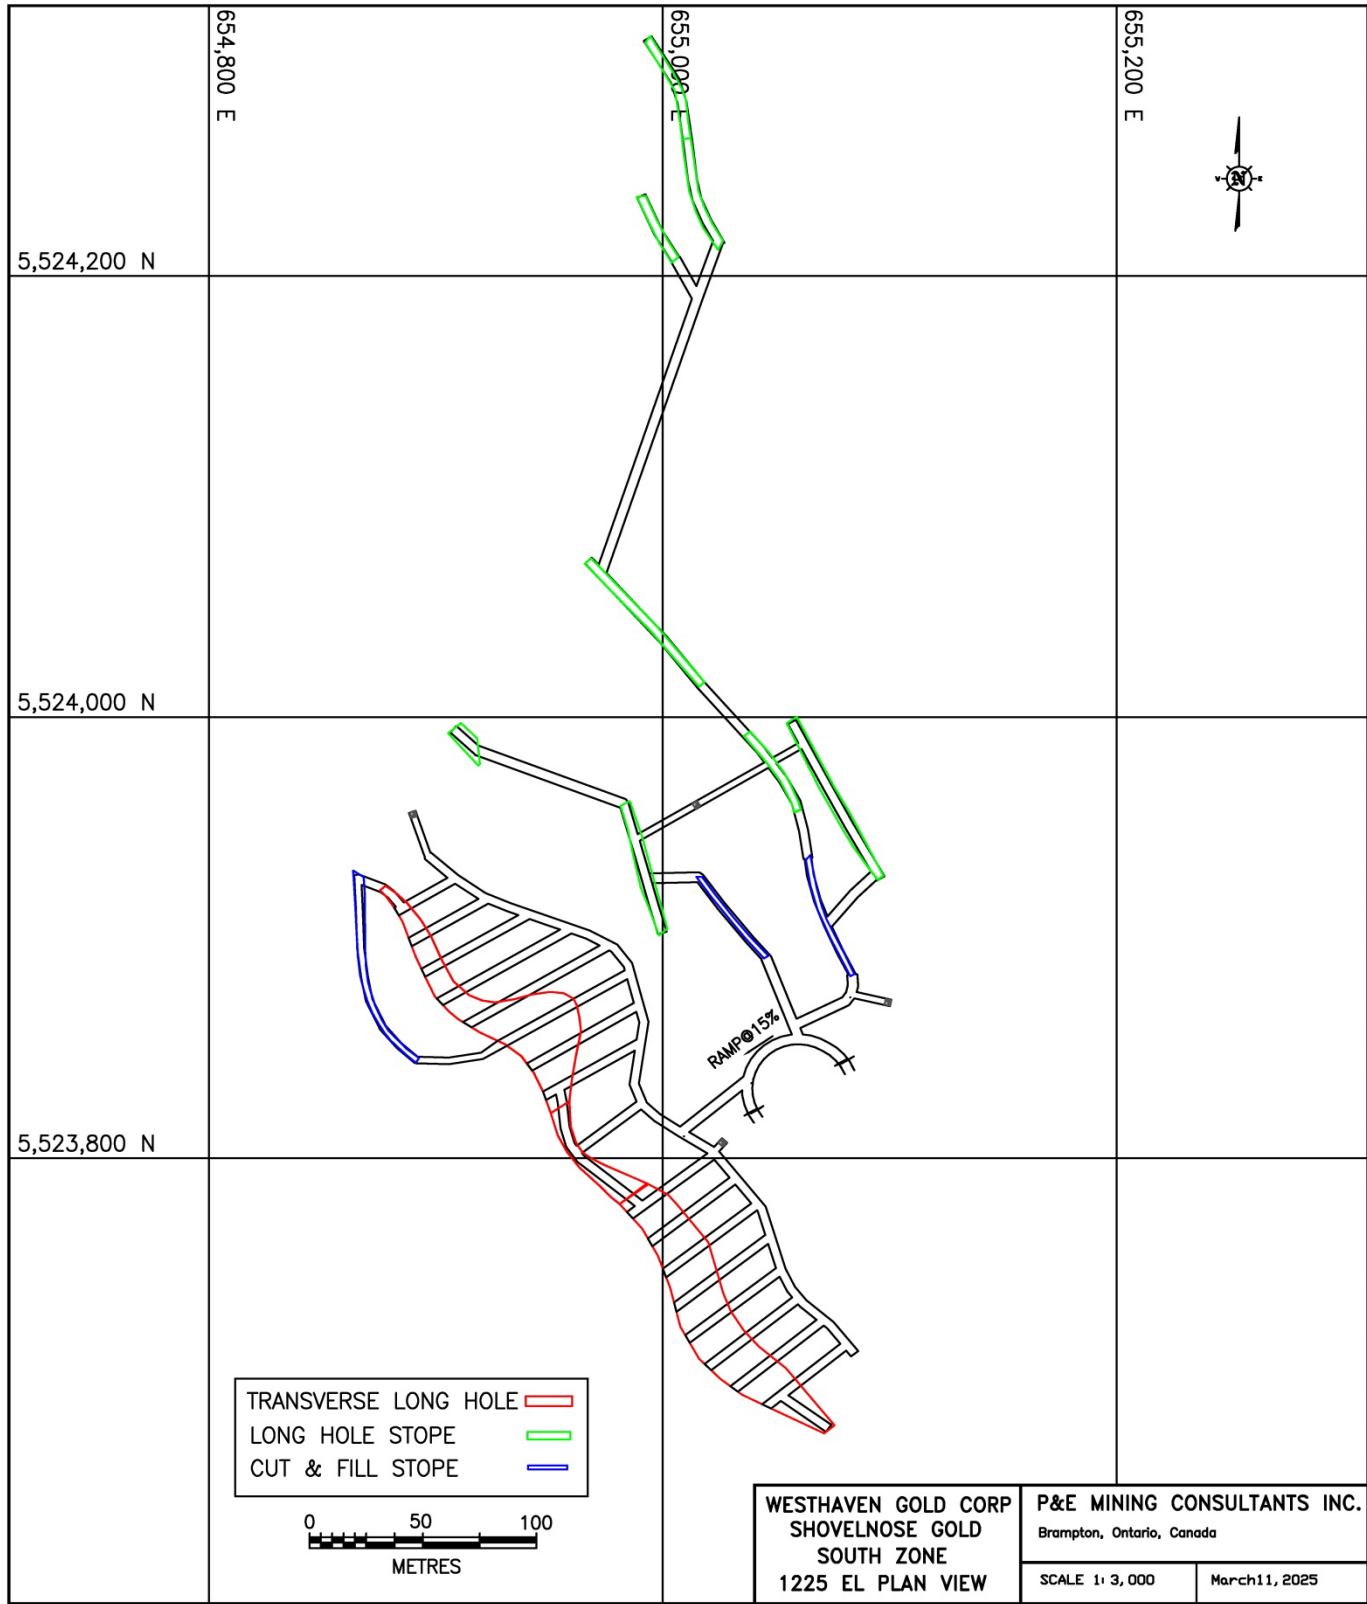 654,800 E
655,000 E
655,200 E
N
5,524,200 N
5,524,000 N
RAMP@15%
5,523,800 N
TRANSVERSE LONG HOLE
LONG HOLE STOPE
CUT & FILL STOPE
0 50 100
METRES
WESTHAVEN GOLD CORP
SHOVELNOSE GOLD
SOUTH ZONE
1225 EL PLAN VIEW
P&E MINING CONSULTANTS INC.
Brampton, Ontario, Canada
SCALE 1:3,000
March11,2025